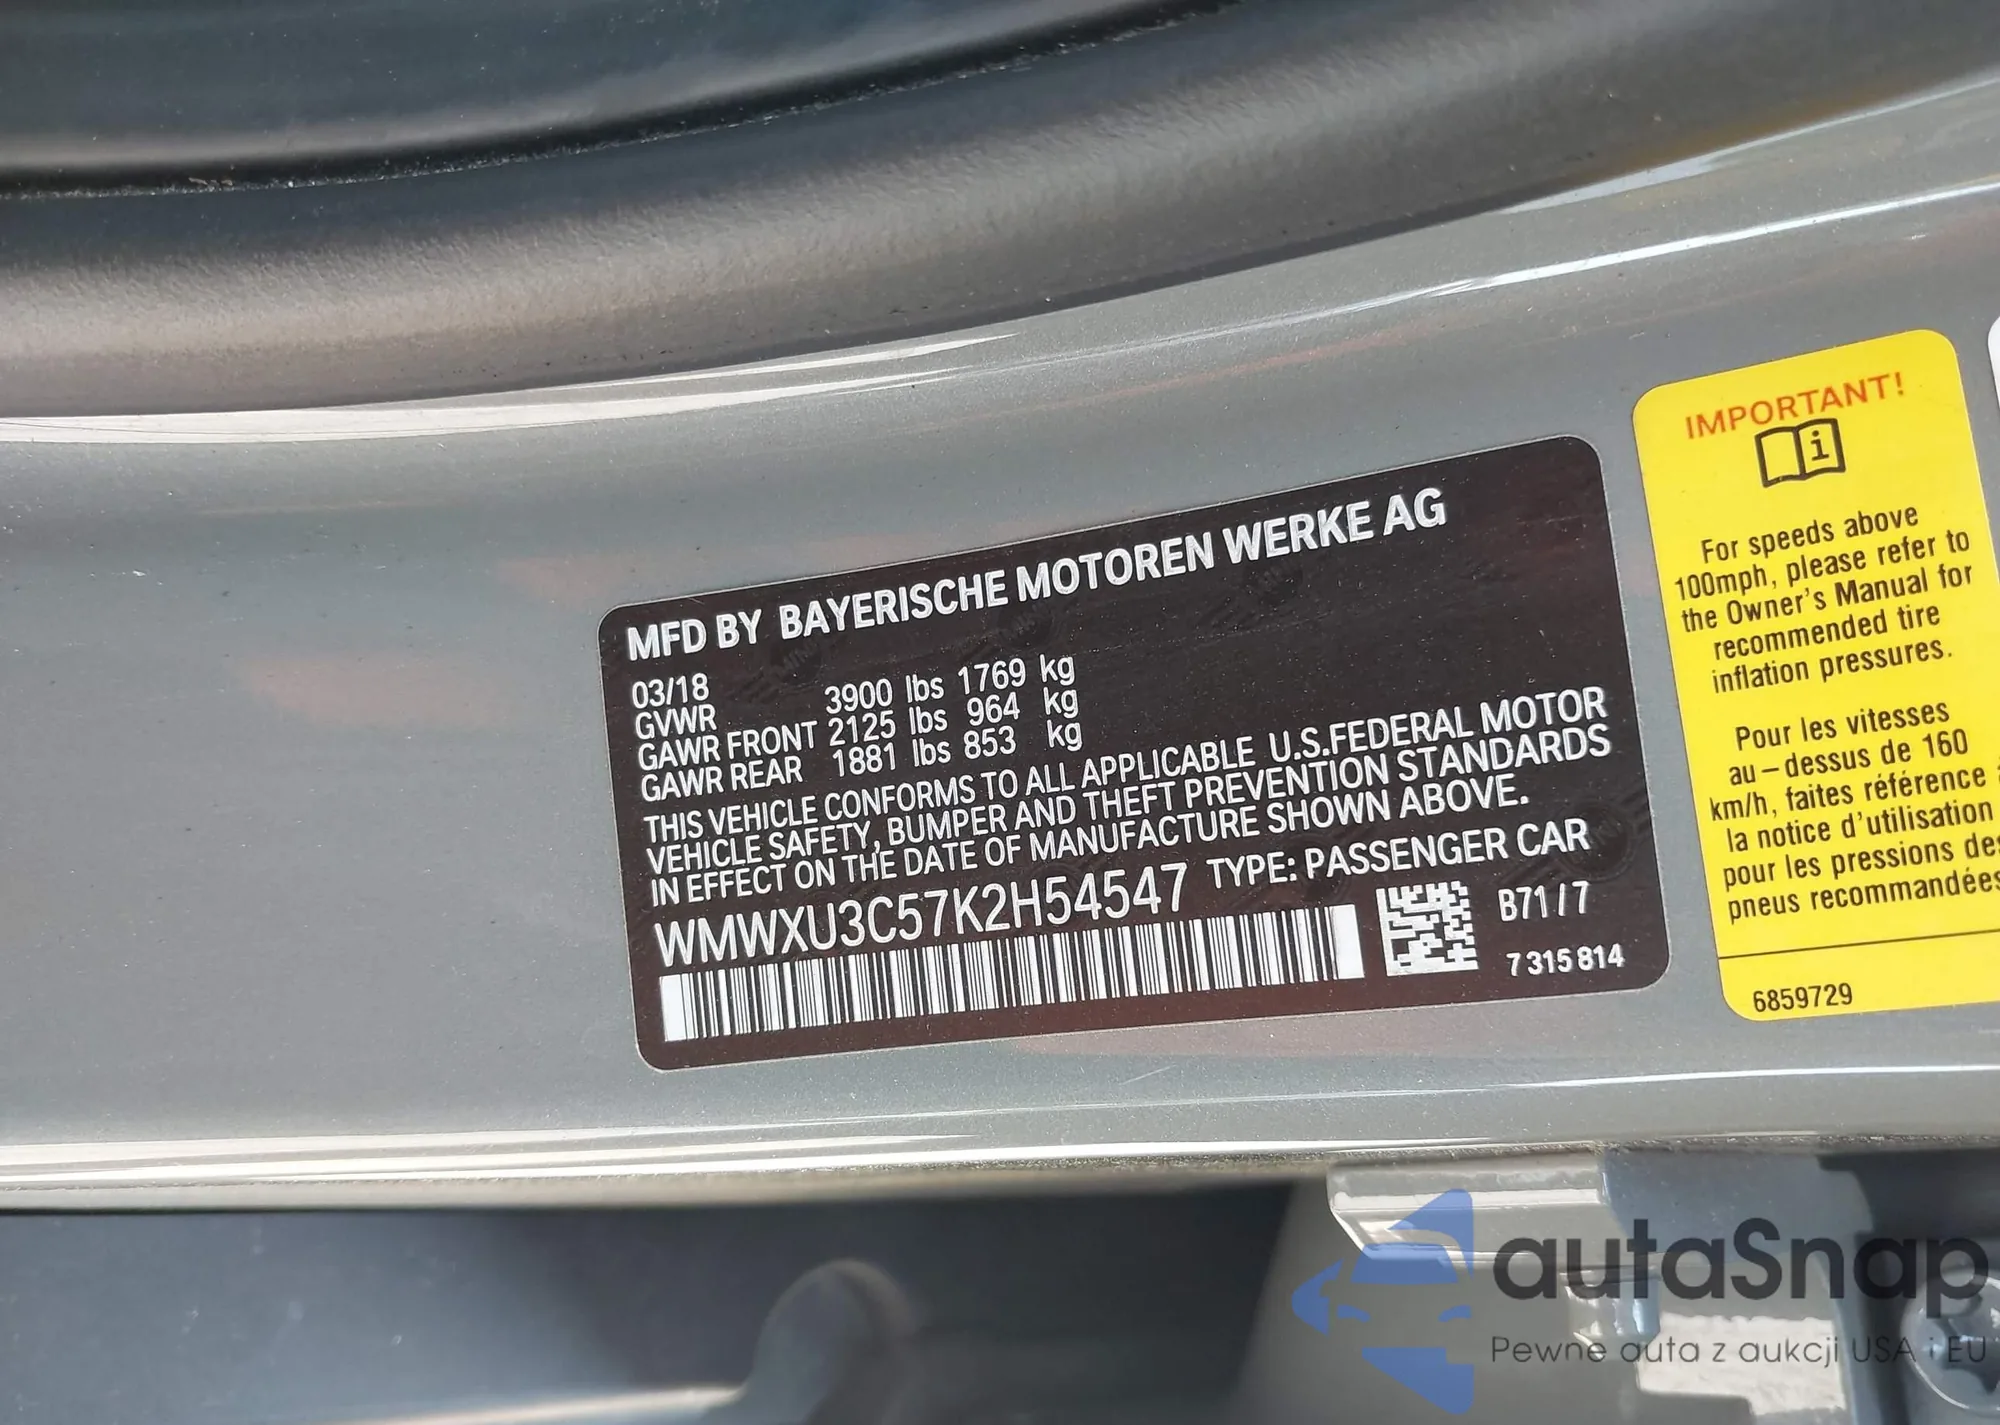 MFD BY BAYERISCHE MOTOREN WERKE AG
03/18
GVWR 3900 lbs 1769 kg
GAWR FRONT 2125 lbs 964 kg
GAWR REAR 1881 lbs 853 kg
THIS VEHICLE CONFORMS TO ALL APPLICABLE U.S.FEDERAL MOTOR
VEHICLE SAFETY, BUMPER AND THEFT PREVENTION STANDARDS
IN EFFECT ON THE DATE OF MANUFACTURE SHOWN ABOVE.
WMWXU3C57K2H54547 TYPE: PASSENGER CAR
B71/7
7 315 814
IMPORTANT!
For speeds above
100mph, please refer to
the Owner's Manual for
recommended tire
inflation pressures.
Pour les vitesses
au-dessus de 160
km/h, faites référence
la notice d'utilisation
pour les pressions des
pneus recommandées
6859729
autaSnap
Pewne auta z aukcji USA i EU